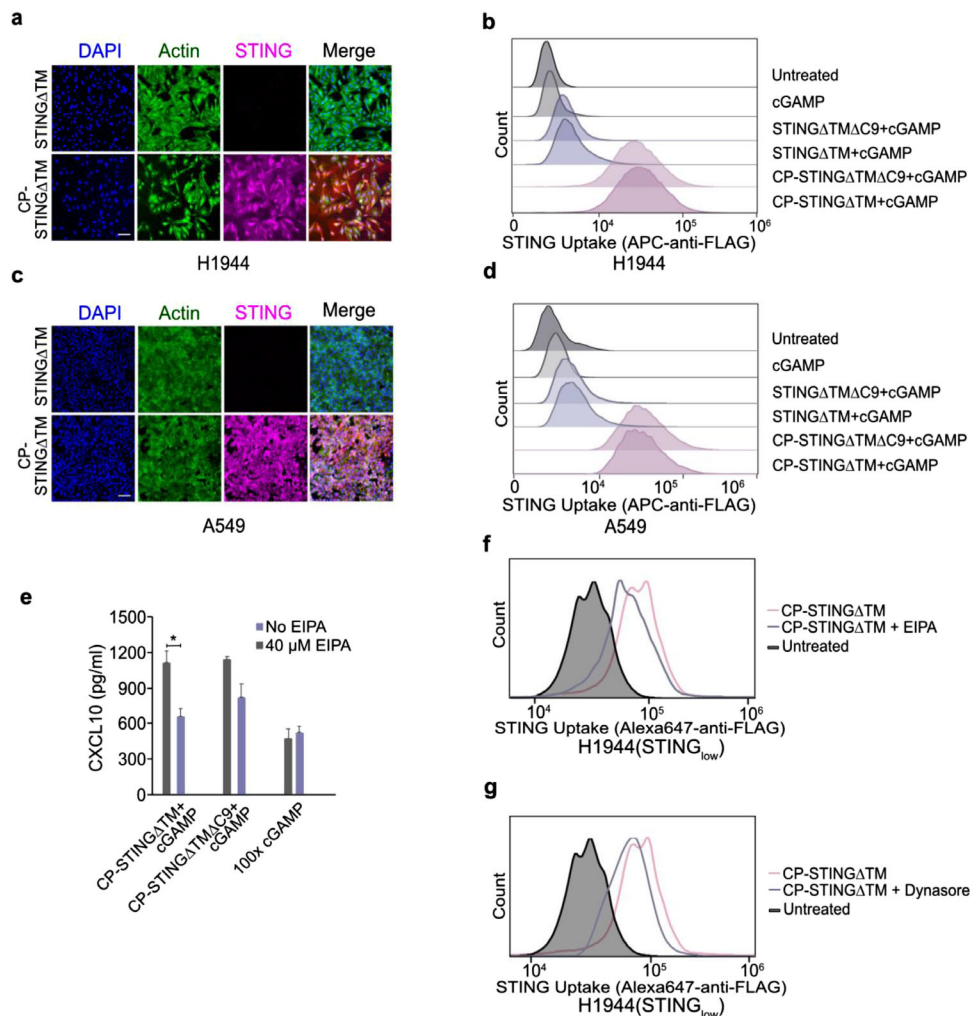 a
DAPI Actin STING Merge
STINGΔTM
CP-
STINGΔTM
H1944
b
Count
Untreated
cGAMP
STINGΔTMΔC9+cGAMP
STINGΔTM+cGAMP
CP-STINGΔTMΔC9+cGAMP
CP-STINGΔTM+cGAMP
0 10⁴ 10⁵ 10⁶
STING Uptake (APC-anti-FLAG)
H1944
c
DAPI Actin STING Merge
STINGΔTM
CP-
STINGΔTM
A549
d
Count
Untreated
cGAMP
STINGΔTMΔC9+cGAMP
STINGΔTM+cGAMP
CP-STINGΔTMΔC9+cGAMP
CP-STINGΔTM+cGAMP
0 10⁴ 10⁵ 10⁶
STING Uptake (APC-anti-FLAG)
A549
e
CXCL10 (pg/ml)
1500
1200
900
600
300
0
*
No EIPA
40 µM EIPA
CP-STINGΔTM+
cGAMP
CP-STINGΔTMΔC9+
cGAMP
100x cGAMP
f
Count
CP-STINGΔTM
CP-STINGΔTM + EIPA
Untreated
10⁴ 10⁵ 10⁶
STING Uptake (Alexa647-anti-FLAG)
H1944(STINGlow)
g
Count
CP-STINGΔTM
CP-STINGΔTM + Dynasore
Untreated
10⁴ 10⁵ 10⁶
STING Uptake (Alexa647-anti-FLAG)
H1944(STINGlow)